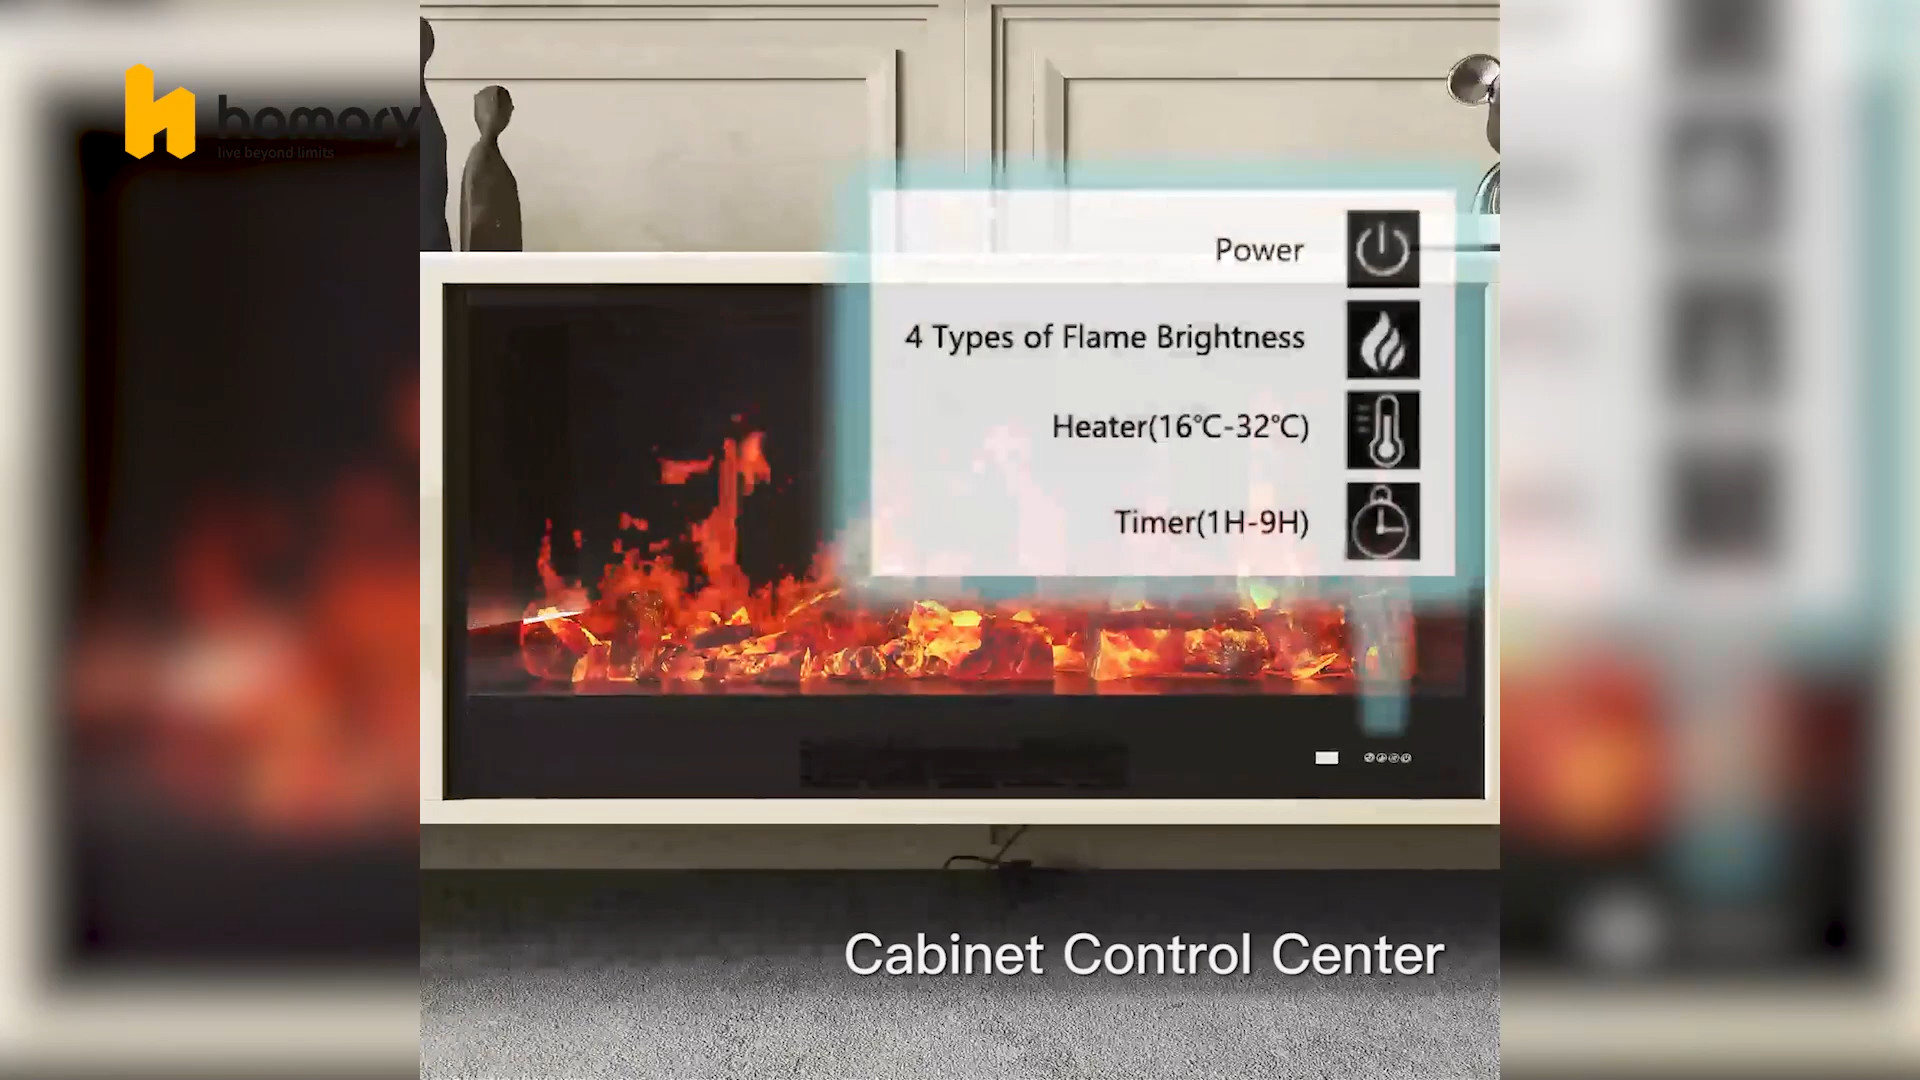 homary
live beyond limits
Power
4 Types of Flame Brightness
Heater(16℃-32℃)
Timer(1H-9H)
Cabinet Control Center